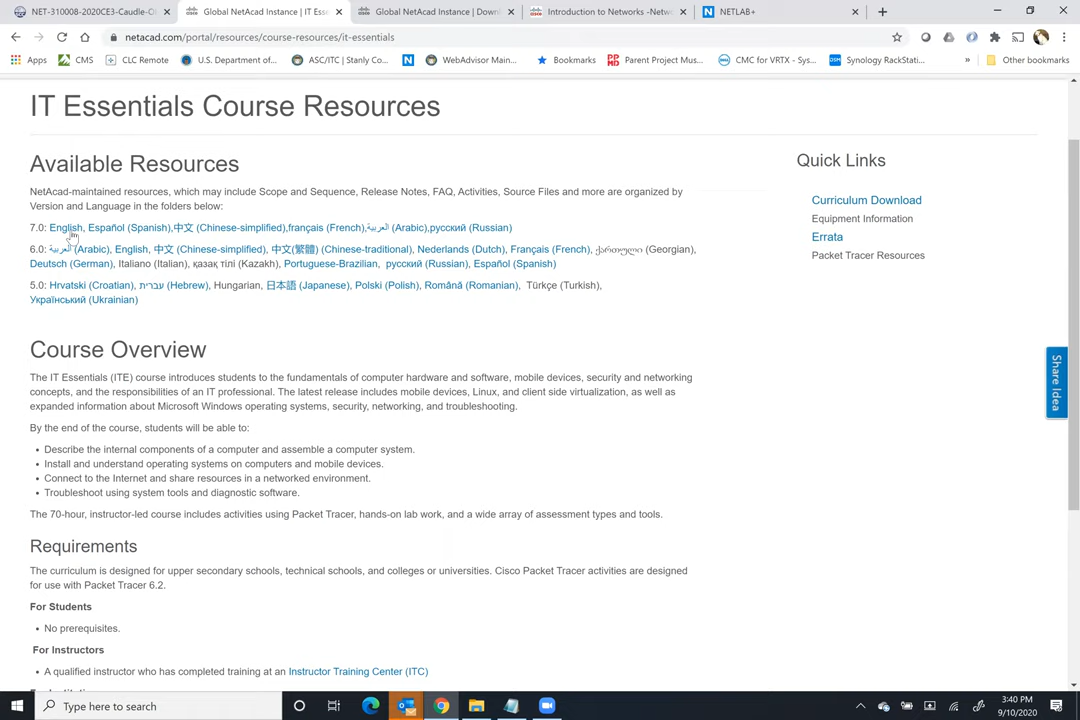 NET-310008-2020CE3-Caudle-Ol
Global NetAcad Instance | IT Esse
Global NetAcad Instance | Downl
Introduction to Networks -Netwo
NETLAB+
netacad.com/portal/resources/course-resources/it-essentials
Apps
CMS
CLC Remote
U.S. Department of...
ASC/ITC | Stanly Co...
WebAdvisor Main...
Bookmarks
Parent Project Mus...
CMC for VRTX - Sys...
Synology RackStati...
»
Other bookmarks
IT Essentials Course Resources
Available Resources
NetAcad-maintained resources, which may include Scope and Sequence, Release Notes, FAQ, Activities, Source Files and more are organized by
Version and Language in the folders below:
7.0: English, Español (Spanish),中文 (Chinese-simplified),français (French),العربية (Arabic),русский (Russian)
6.0: العربية (Arabic), English, 中文 (Chinese-simplified), 中文(繁體) (Chinese-traditional), Nederlands (Dutch), Français (French), ქართული (Georgian),
Deutsch (German), Italiano (Italian), қазақ тілі (Kazakh), Portuguese-Brazilian, русский (Russian), Español (Spanish)
5.0: Hrvatski (Croatian), עברית (Hebrew), Hungarian, 日本語 (Japanese), Polski (Polish), Română (Romanian), Türkçe (Turkish),
Український (Ukrainian)
Quick Links
Curriculum Download
Equipment Information
Errata
Packet Tracer Resources
Share Idea
Course Overview
The IT Essentials (ITE) course introduces students to the fundamentals of computer hardware and software, mobile devices, security and networking
concepts, and the responsibilities of an IT professional. The latest release includes mobile devices, Linux, and client side virtualization, as well as
expanded information about Microsoft Windows operating systems, security, networking, and troubleshooting.
By the end of the course, students will be able to:
• Describe the internal components of a computer and assemble a computer system.
• Install and understand operating systems on computers and mobile devices.
• Connect to the Internet and share resources in a networked environment.
• Troubleshoot using system tools and diagnostic software.
The 70-hour, instructor-led course includes activities using Packet Tracer, hands-on lab work, and a wide array of assessment types and tools.
Requirements
The curriculum is designed for upper secondary schools, technical schools, and colleges or universities. Cisco Packet Tracer activities are designed
for use with Packet Tracer 6.2.
For Students
• No prerequisites.
For Instructors
• A qualified instructor who has completed training at an Instructor Training Center (ITC)
Type here to search
3:40 PM
9/10/2020